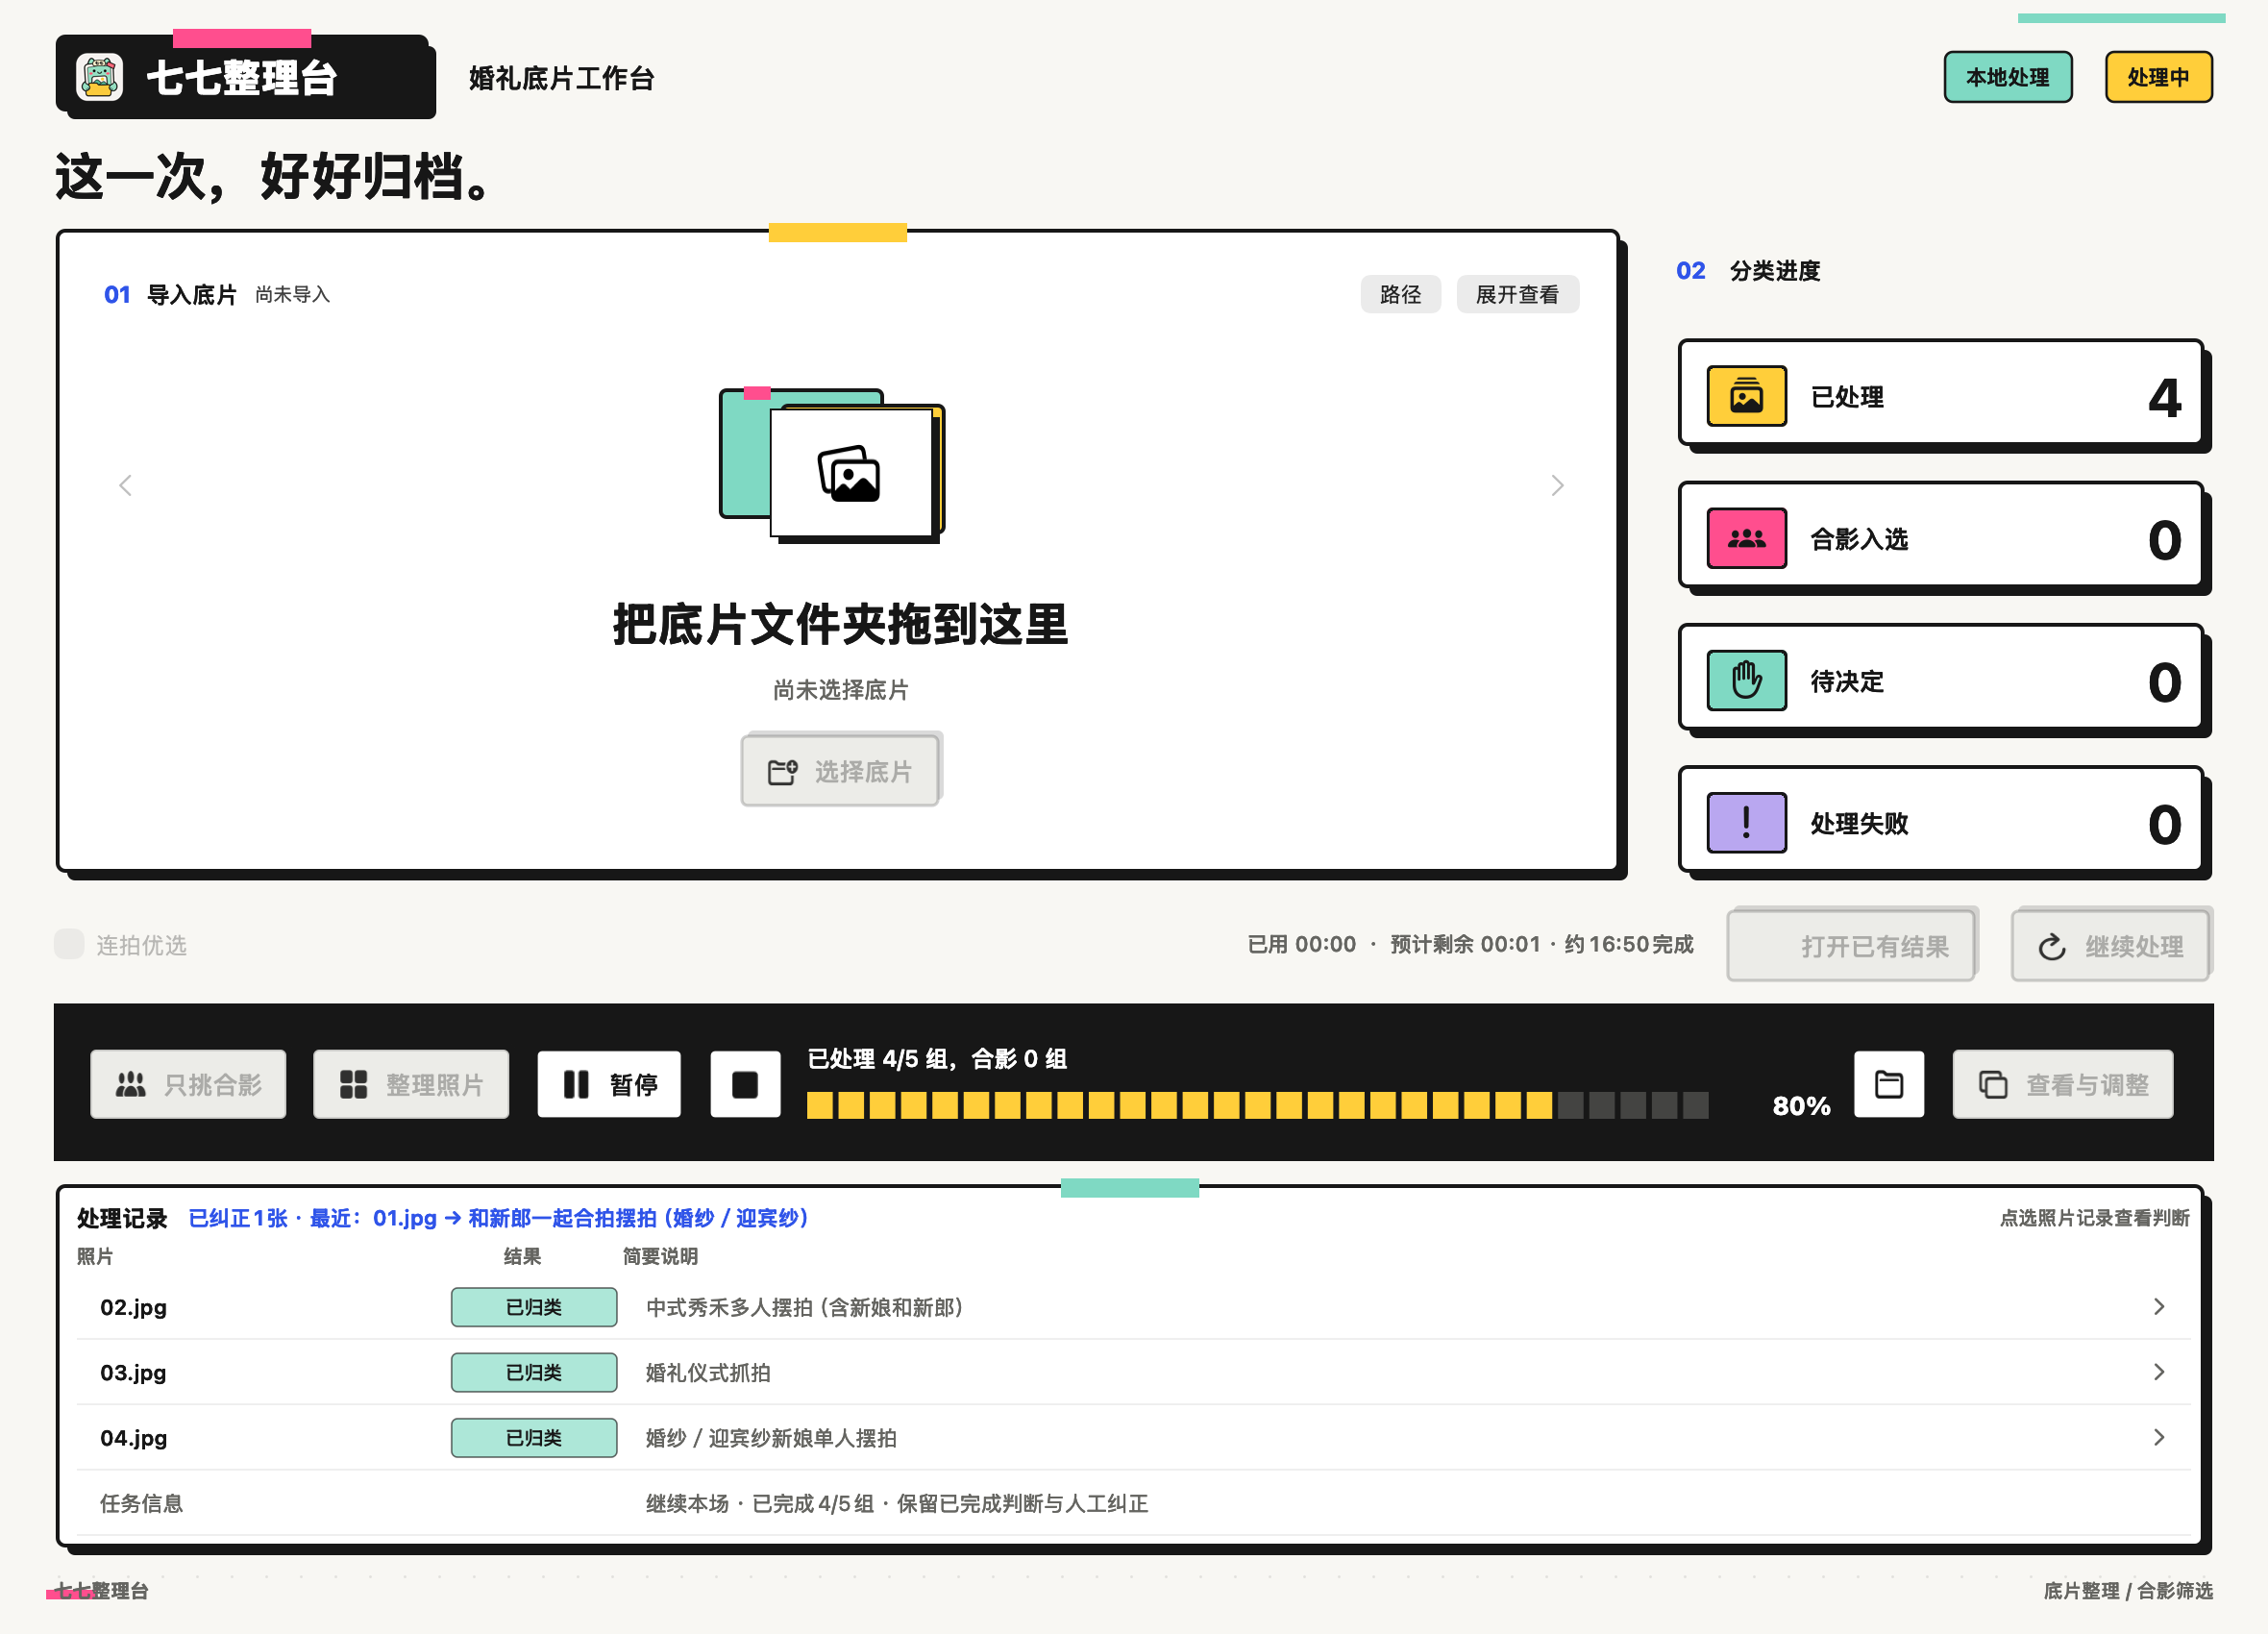 七七整理台
婚礼底片工作台
本地处理
处理中
这一次，好好归档。
01 导入底片 尚未导入
路径
展开查看
把底片文件夹拖到这里
尚未选择底片
选择底片
02 分类进度
已处理 4
合影入选 0
待决定 0
处理失败 0
连拍优选
已用 00:00 · 预计剩余 00:01 · 约 16:50 完成
打开已有结果
继续处理
只挑合影
整理照片
暂停
已处理 4/5 组，合影 0 组
80%
查看与调整
处理记录 已纠正 1 张 · 最近：01.jpg → 和新郎一起合拍摆拍（婚纱 / 迎宾纱）
点选照片记录查看判断
照片 结果 简要说明
02.jpg 已归类 中式秀禾多人摆拍（含新娘和新郎）
03.jpg 已归类 婚礼仪式抓拍
04.jpg 已归类 婚纱 / 迎宾纱新娘单人摆拍
任务信息 继续本场 · 已完成 4/5 组 · 保留已完成判断与人工纠正
七七整理台
底片整理 / 合影筛选